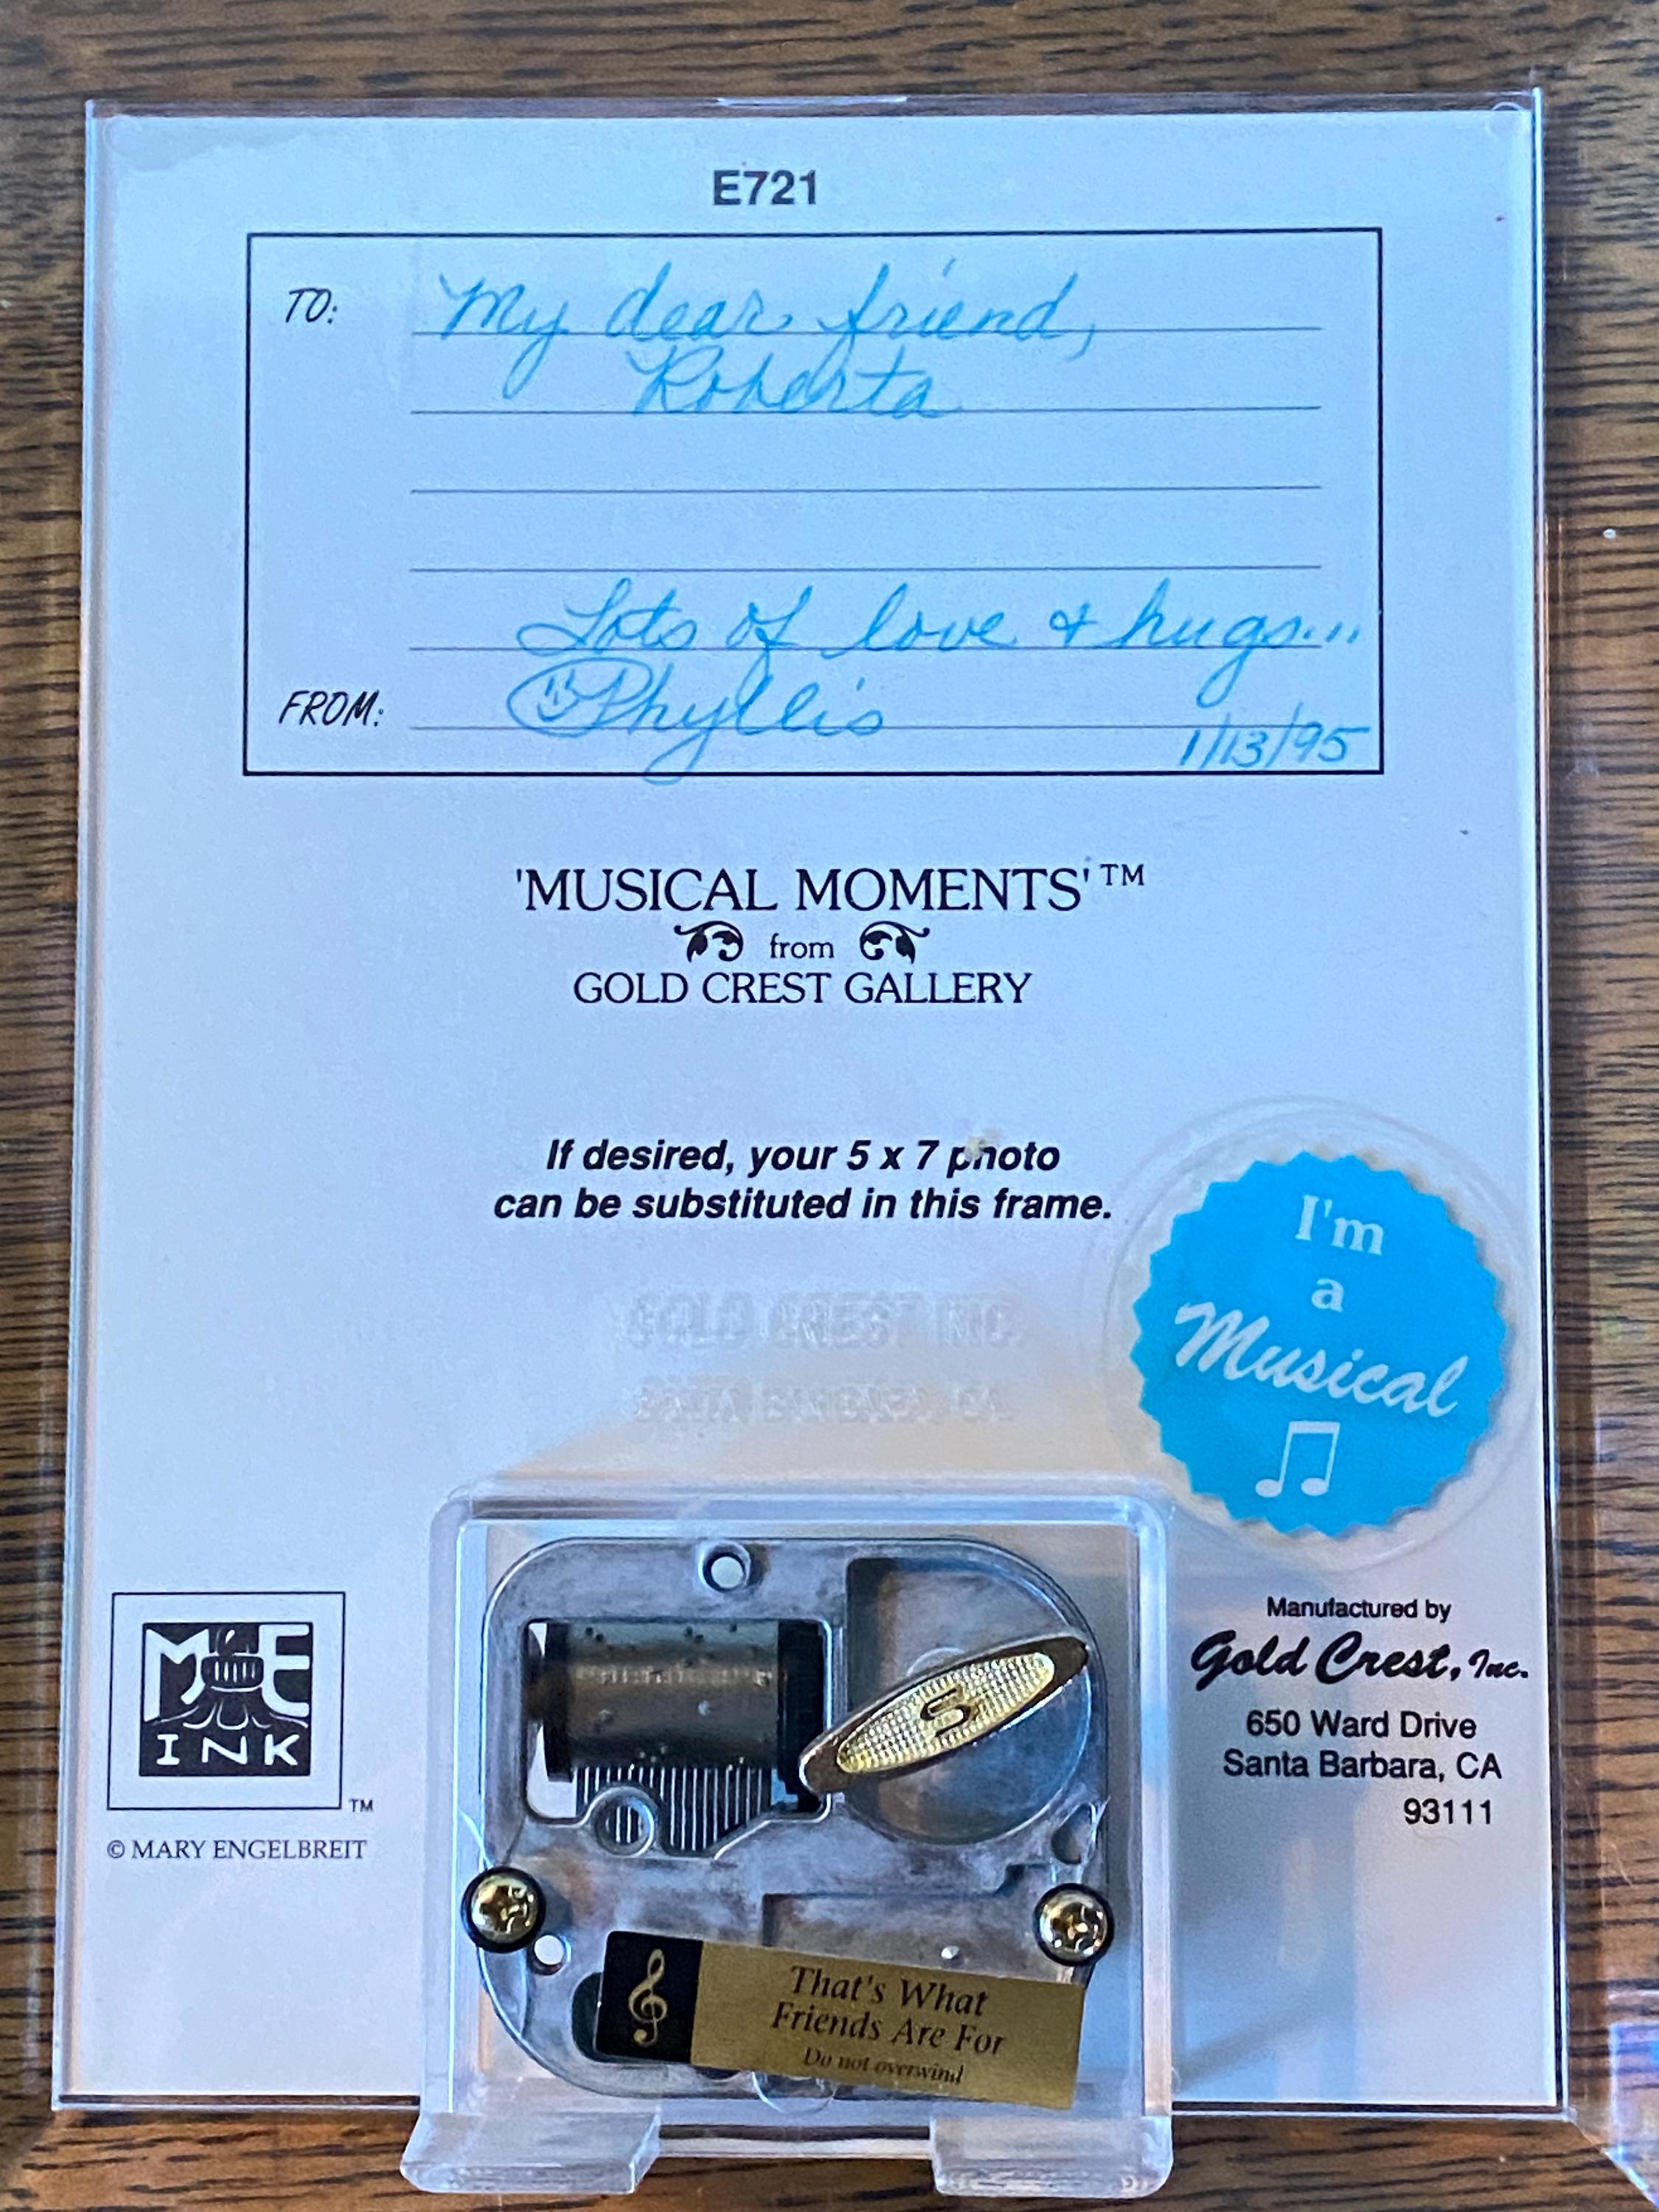 E721
TO: My dear friend,
Roberta
Lots of love & hugs...
FROM: Phyllis
1/13/95
'MUSICAL MOMENTS'™
from
GOLD CREST GALLERY
If desired, your 5 x 7 photo
can be substituted in this frame.
GOLD CREST INC.
SANTA BARBARA, CA
I'm
a
Musical
ME
INK
™
© MARY ENGELBREIT
S
Manufactured by
Gold Crest, Inc.
650 Ward Drive
Santa Barbara, CA
93111
That's What
Friends Are For
Do not overwind